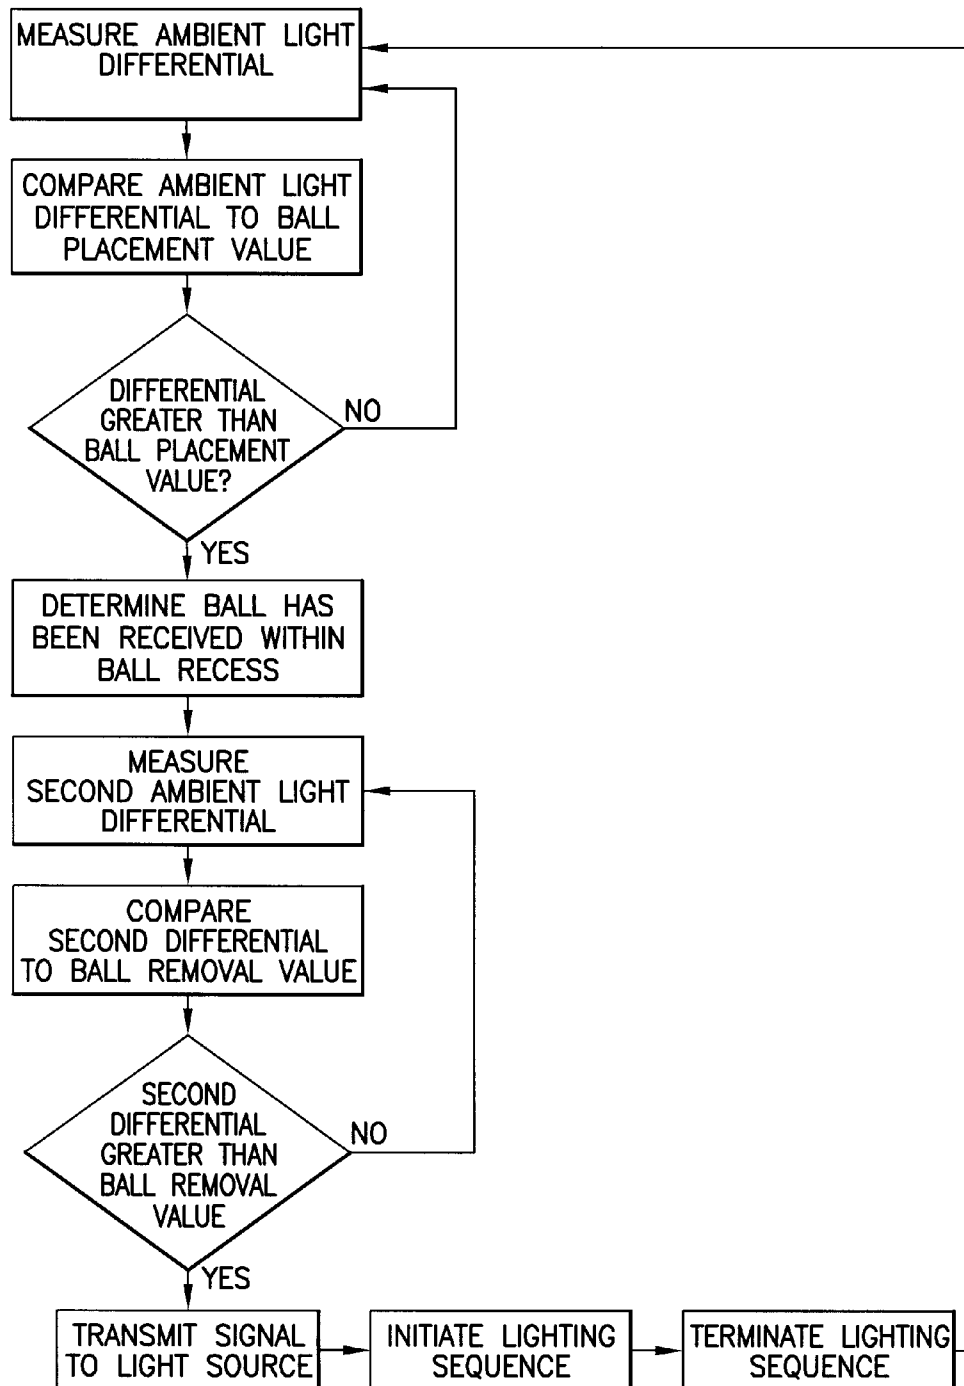 MEASURE AMBIENT LIGHT
DIFFERENTIAL
COMPARE AMBIENT LIGHT
DIFFERENTIAL TO BALL
PLACEMENT VALUE
DIFFERENTIAL
GREATER THAN
BALL PLACEMENT
VALUE?
NO
YES
DETERMINE BALL HAS
BEEN RECEIVED WITHIN
BALL RECESS
MEASURE
SECOND AMBIENT LIGHT
DIFFERENTIAL
COMPARE
SECOND DIFFERENTIAL
TO BALL REMOVAL VALUE
SECOND
DIFFERENTIAL
GREATER THAN
BALL REMOVAL
VALUE
NO
YES
TRANSMIT SIGNAL
TO LIGHT SOURCE
INITIATE LIGHTING
SEQUENCE
TERMINATE LIGHTING
SEQUENCE